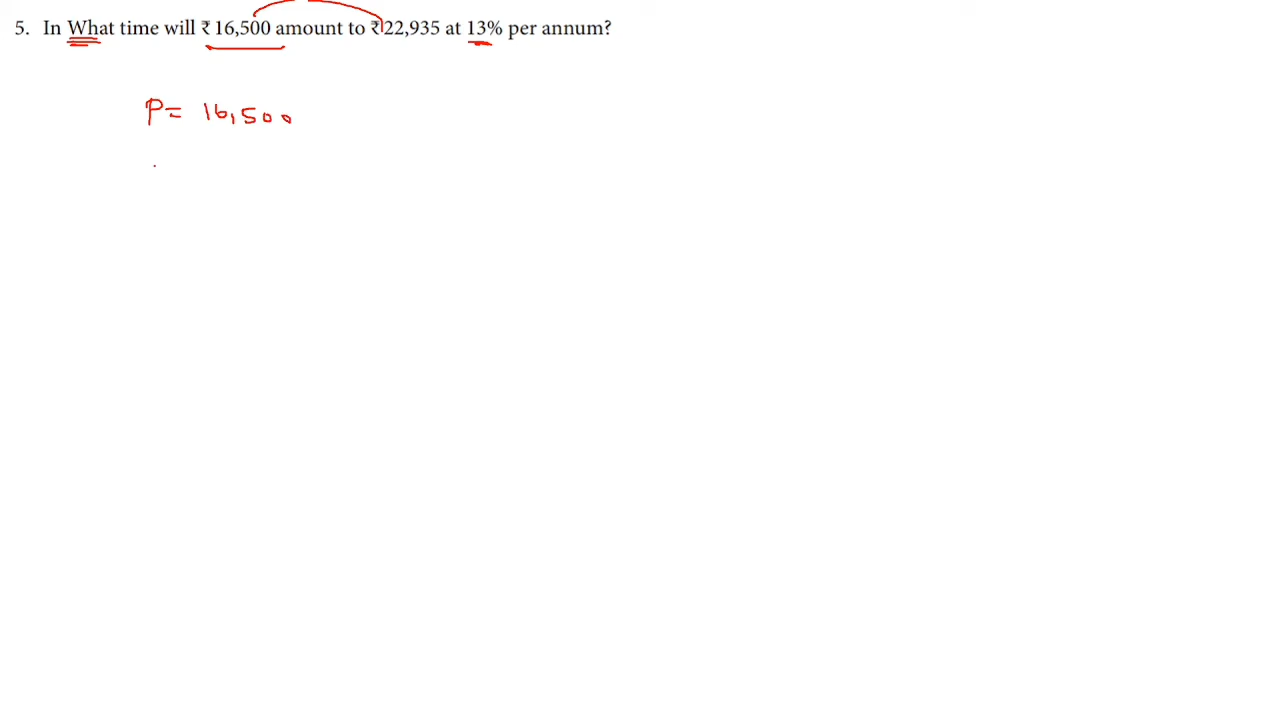 5. In What time will ₹ 16,500 amount to ₹ 22,935 at 13% per annum?
P= 16,500